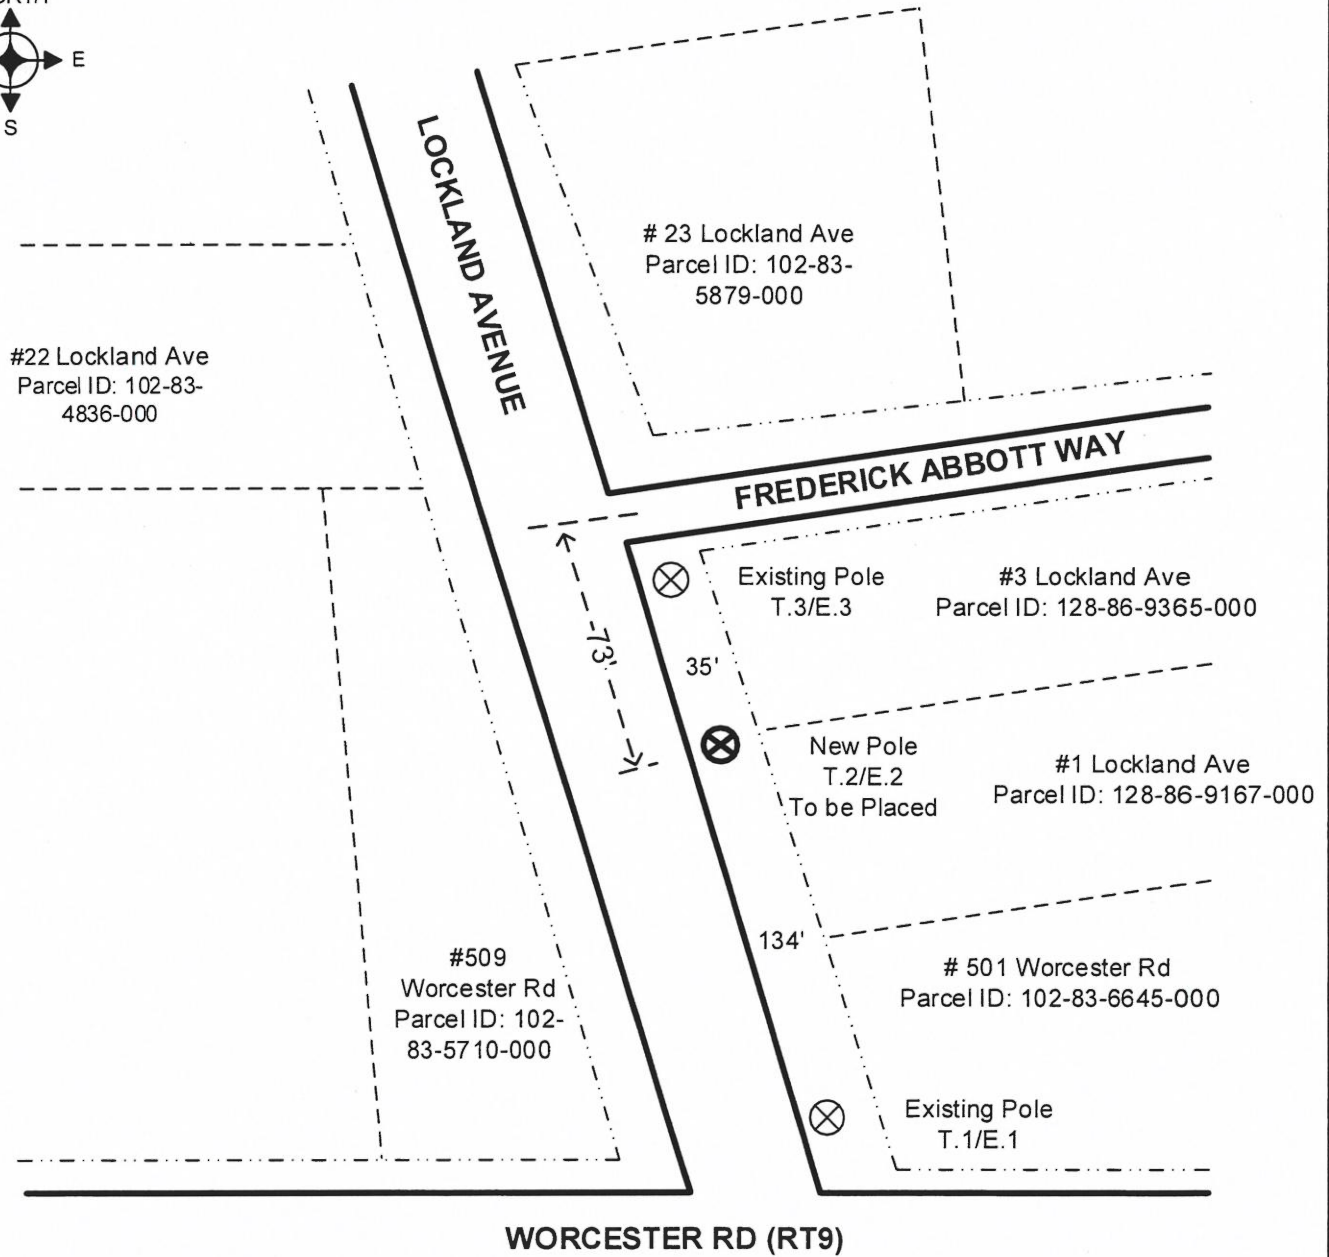 E
S
LOCKLAND AVENUE
# 23 Lockland Ave
Parcel ID: 102-83-
5879-000
#22 Lockland Ave
Parcel ID: 102-83-
4836-000
FREDERICK ABBOTT WAY
Existing Pole
T.3/E.3
#3 Lockland Ave
Parcel ID: 128-86-9365-000
73'
35'
New Pole
T.2/E.2
To be Placed
#1 Lockland Ave
Parcel ID: 128-86-9167-000
134'
#509
Worcester Rd
Parcel ID: 102-
83-5710-000
# 501 Worcester Rd
Parcel ID: 102-83-6645-000
Existing Pole
T.1/E.1
WORCESTER RD (RT9)